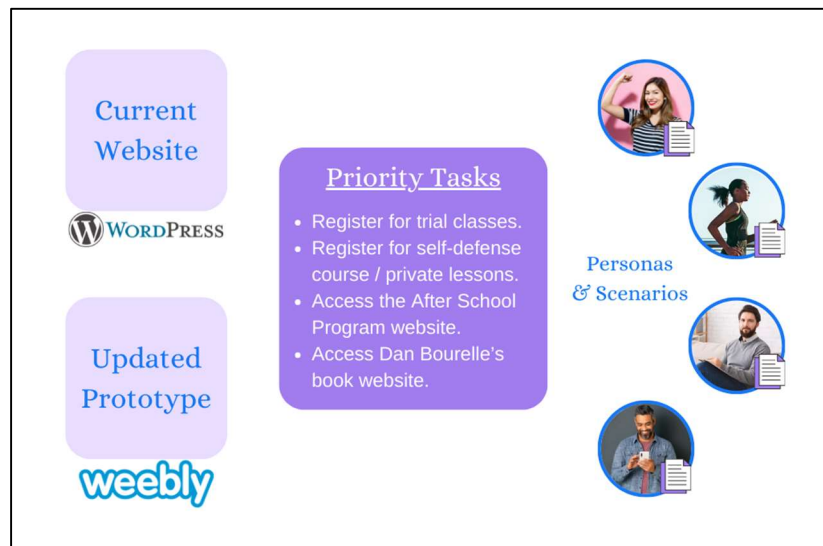 Current
Website
WORDPRESS
Updated
Prototype
weebly
Priority Tasks
• Register for trial classes.
• Register for self-defense
course / private lessons.
• Access the After School
Program website.
• Access Dan Bourelle's
book website.
Personas
& Scenarios